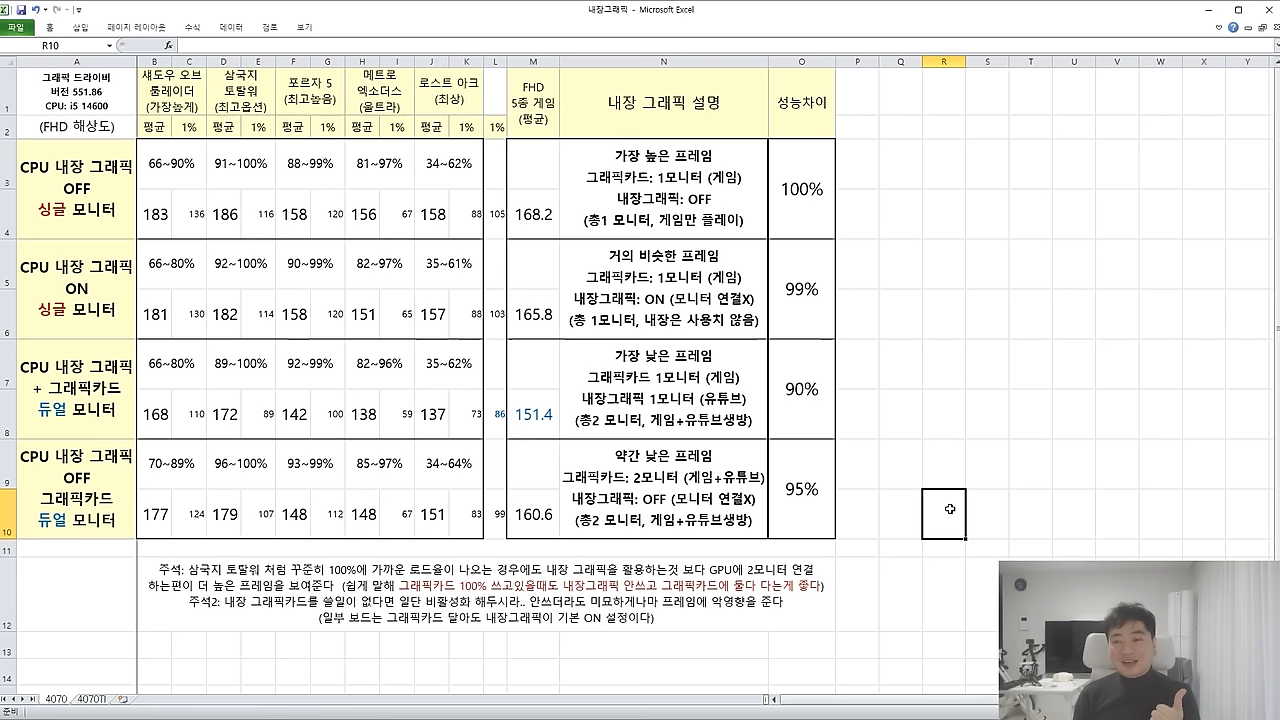 내장그래픽 - Microsoft Excel
파일 홈 삽입 페이지 레이아웃 수식 데이터 검토 보기
R10 fx
A B C D E F G H I J K L M N O P Q R S T U V W X Y
1 2 3 4 5 6 7 8 9 10 11 12 13 14
그래픽 드라이버
버전 551.86
CPU: i5 14600
(FHD 해상도)
섀도우 오브
툼레이더
(가장높게)
삼국지
토탈워
(최고옵션)
포르자 5
(최고높음)
메트로
엑소더스
(울트라)
로스트 아크
(최상)
FHD
5종 게임
(평균)
내장 그래픽 설명
성능차이
평균 1% 평균 1% 평균 1% 평균 1% 평균 1% 1%
CPU 내장 그래픽
OFF
싱글 모니터
66~90% 91~100% 88~99% 81~97% 34~62%
183 136 186 116 158 120 156 67 158 88 105 168.2
가장 높은 프레임
그래픽카드: 1모니터 (게임)
내장그래픽: OFF
(총1 모니터, 게임만 플레이)
100%
CPU 내장 그래픽
ON
싱글 모니터
66~80% 92~100% 90~99% 82~97% 35~61%
181 130 182 114 158 120 151 65 157 88 103 165.8
거의 비슷한 프레임
그래픽카드: 1모니터 (게임)
내장그래픽: ON (모니터 연결X)
(총 1모니터, 내장은 사용치 않음)
99%
CPU 내장 그래픽
+ 그래픽카드
듀얼 모니터
66~80% 89~100% 92~99% 82~96% 35~62%
168 110 172 89 142 100 138 59 137 73 86 151.4
가장 낮은 프레임
그래픽카드 1모니터 (게임)
내장그래픽 1모니터 (유튜브)
(총2 모니터, 게임+유튜브생방)
90%
CPU 내장 그래픽
OFF
그래픽카드
듀얼 모니터
70~89% 96~100% 93~99% 85~97% 34~64%
177 124 179 107 148 112 148 67 151 83 99 160.6
약간 낮은 프레임
그래픽카드: 2모니터 (게임+유튜브)
내장그래픽: OFF (모니터 연결X)
(총2 모니터, 게임+유튜브생방)
95%
주석: 삼국지 토탈워 처럼 꾸준히 100%에 가까운 로드율이 나오는 경우에도 내장 그래픽을 활용하는것 보다 GPU에 2모니터 연결
하는편이 더 높은 프레임을 보여준다 (쉽게 말해 그래픽카드 100% 쓰고있을때도 내장그래픽 안쓰고 그래픽카드에 둘다 다는게 좋다)
주석2: 내장 그래픽카드를 쓸일이 없다면 일단 비활성화 해두시라.. 안쓰더라도 미묘하게나마 프레임에 악영향을 준다
(일부 보드는 그래픽카드 달아도 내장그래픽이 기본 ON 설정이다)
4070 4070TI
준비